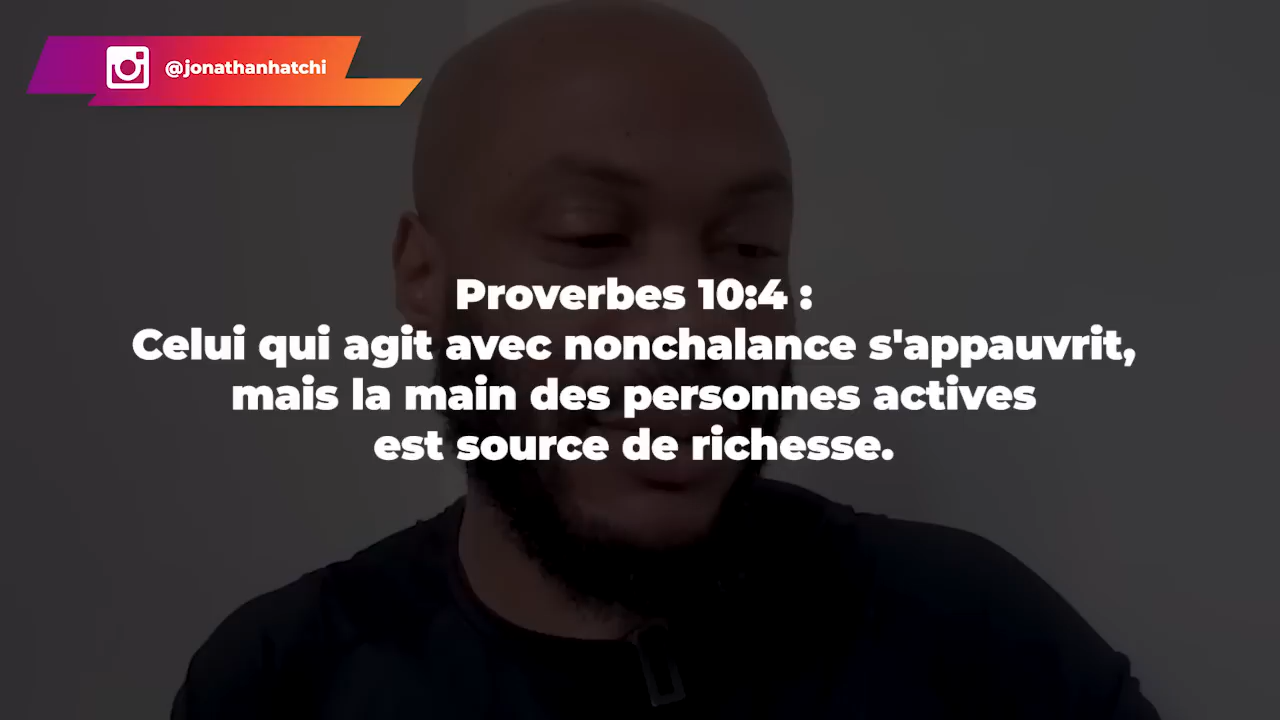 @jonathanhatchi
Proverbes 10:4 :
Celui qui agit avec nonchalance s'appauvrit,
mais la main des personnes actives
est source de richesse.